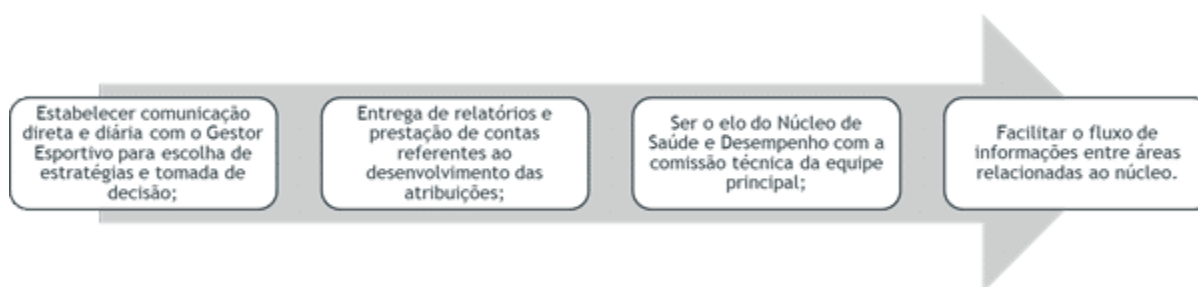 Estabelecer comunicação
direta e diária com o Gestor
Esportivo para escolha de
estratégias e tomada de
decisão;
Entrega de relatórios e
prestação de contas
referentes ao
desenvolvimento das
atribuições;
Ser o elo do Núcleo de
Saúde e Desempenho com a
comissão técnica da equipe
principal;
Facilitar o fluxo de
informações entre áreas
relacionadas ao núcleo.